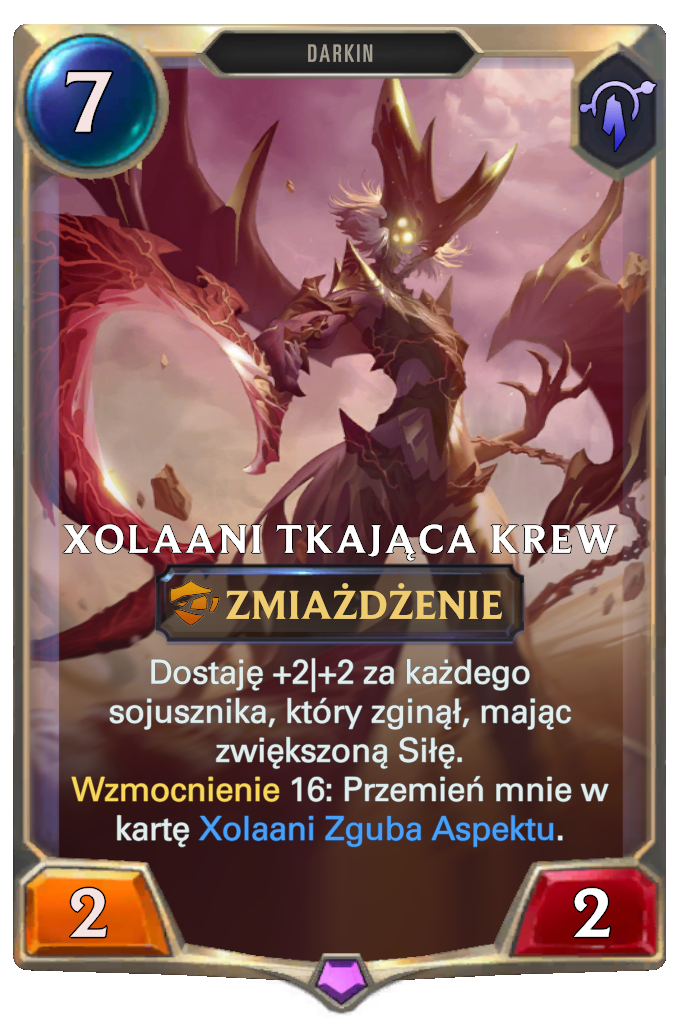 DARKIN
7
XOLAANI TKAJĄCA KREW
ZMIAŻDŻENIE
Dostaję +2|+2 za każdego
sojusznika, który zginął, mając
zwiększoną Siłę.
Wzmocnienie 16: Przemień mnie w
kartę Xolaani Zguba Aspektu.
2
2